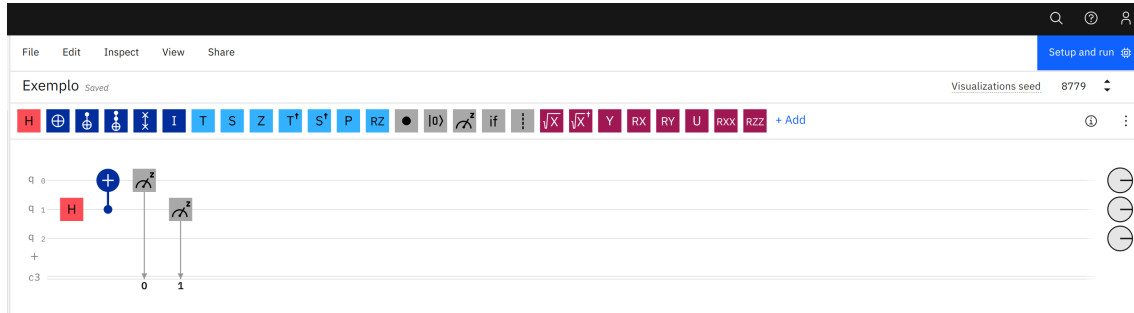 File Edit Inspect View Share Setup and run
Exemplo Saved Visualizations seed 8779
H I T S Z T† S† P RZ |0⟩ z if √X √X† Y RX RY U RXX RZZ + Add
q 0 z
q 1 H z
q 2
+
c3
0 1